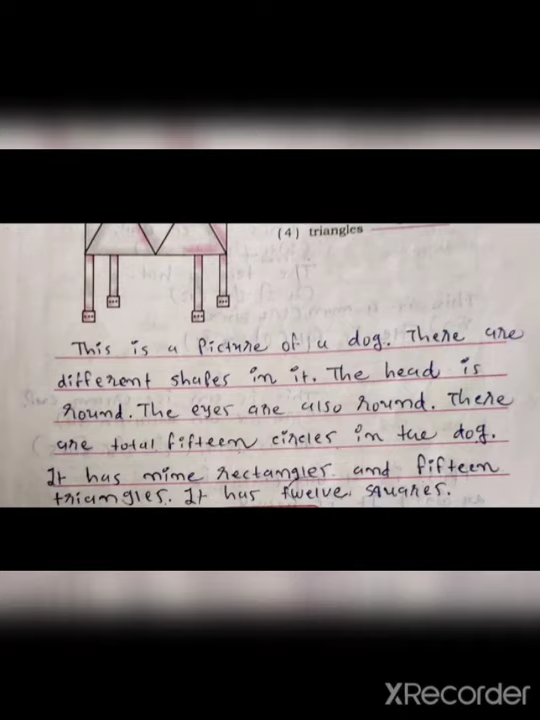 (4) triangles
This is a Picture of a dog. There are
different shapes in it. The head is
round. The eyes are also round. There
are total fifteen circles in the dog.
It has nine rectangles and fifteen
triangles. It has twelve squares.
XRecorder